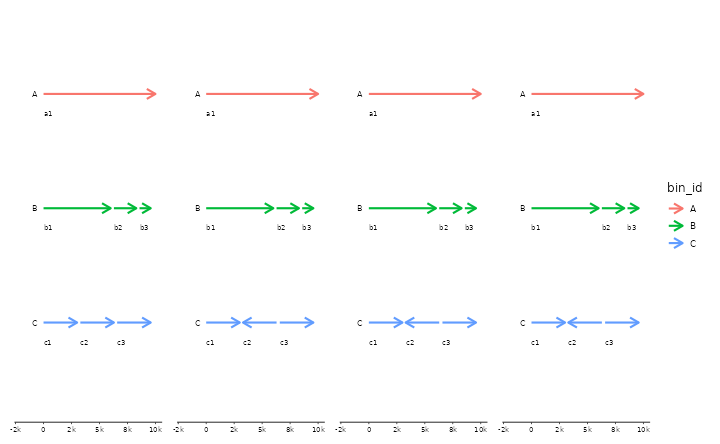 A A A A
a1 a1 a1 a1
bin_id
A
B B B B
B
b1 b2 b3 b1 b2 b3 b1 b2 b3 b1 b2 b3
C
C C C C
c1 c2 c3 c1 c2 c3 c1 c2 c3 c1 c2 c3
-2k 0 2k 5k 8k 10k -2k 0 2k 5k 8k 10k -2k 0 2k 5k 8k 10k -2k 0 2k 5k 8k 10k